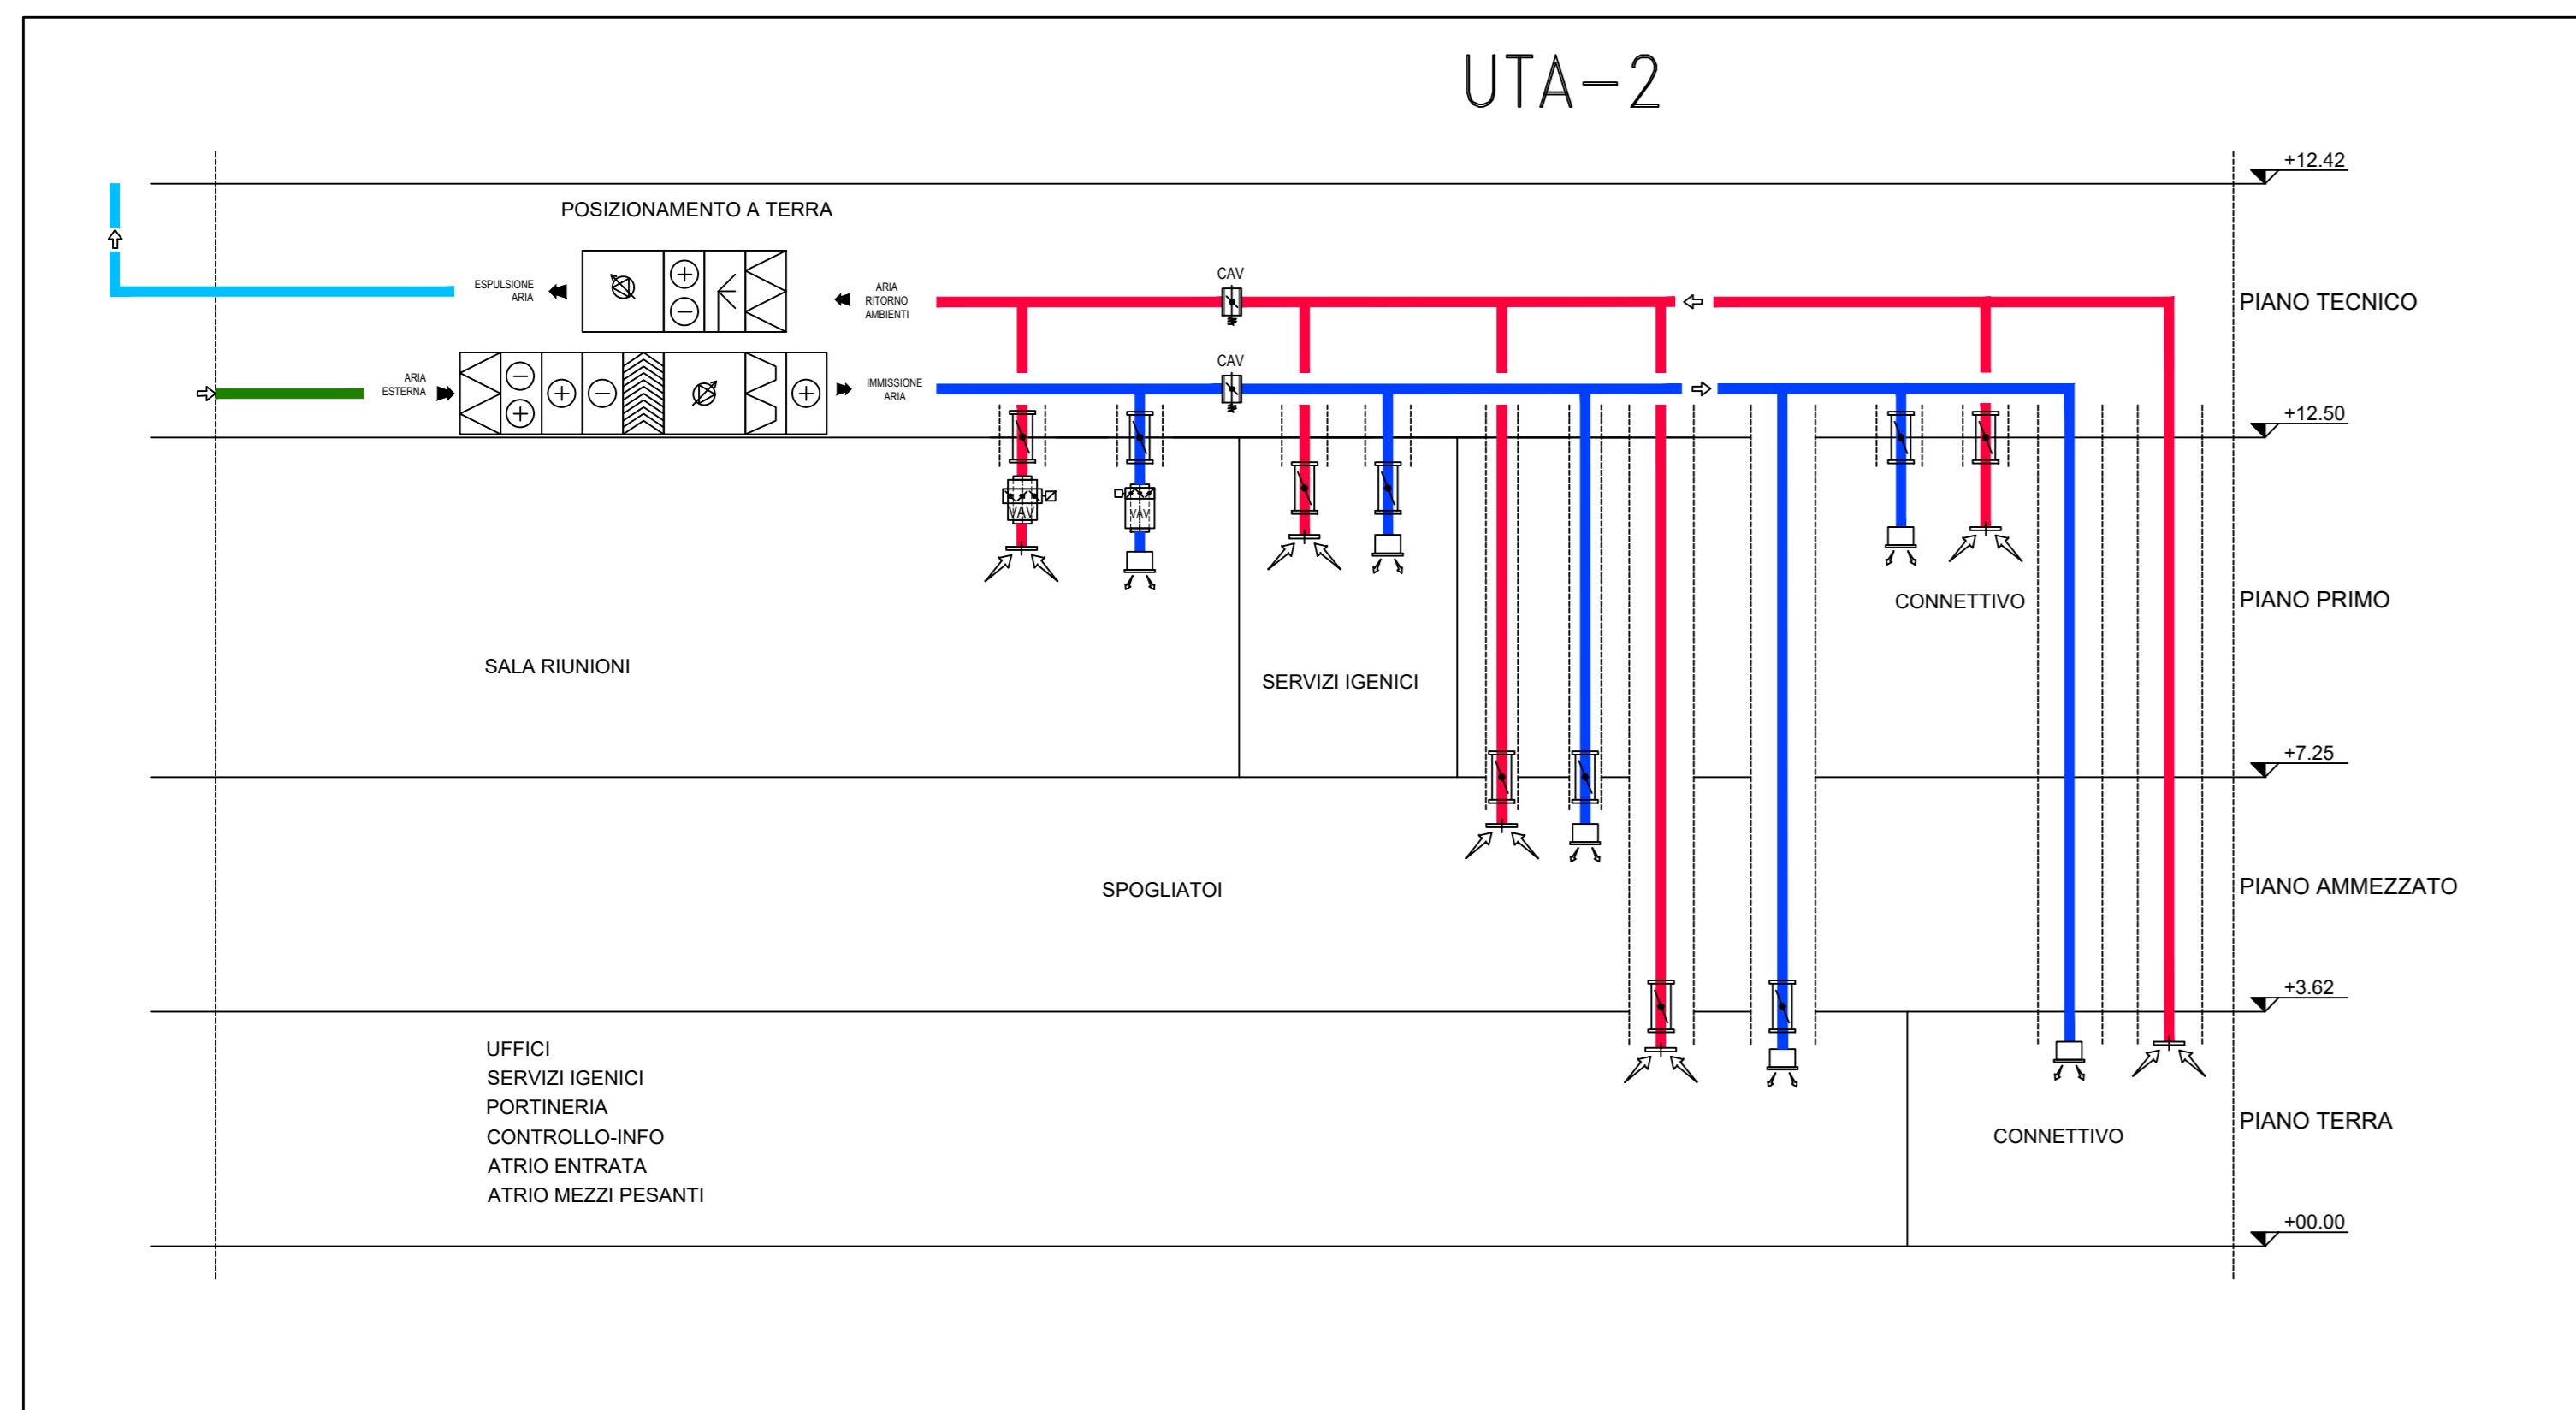 UTA-2
+12.42
POSIZIONAMENTO A TERRA
ESPULSIONE
ARIA
ARIA
RITORNO
AMBIENTI
CAV
PIANO TECNICO
ARIA
ESTERNA
IMMISSIONE
ARIA
CAV
+12.50
VAV
VAV
CONNETTIVO
PIANO PRIMO
SALA RIUNIONI
SERVIZI IGENICI
+7.25
SPOGLIATOI
PIANO AMMEZZATO
+3.62
UFFICI
SERVIZI IGENICI
PORTINERIA
CONTROLLO-INFO
ATRIO ENTRATA
ATRIO MEZZI PESANTI
CONNETTIVO
PIANO TERRA
+00.00